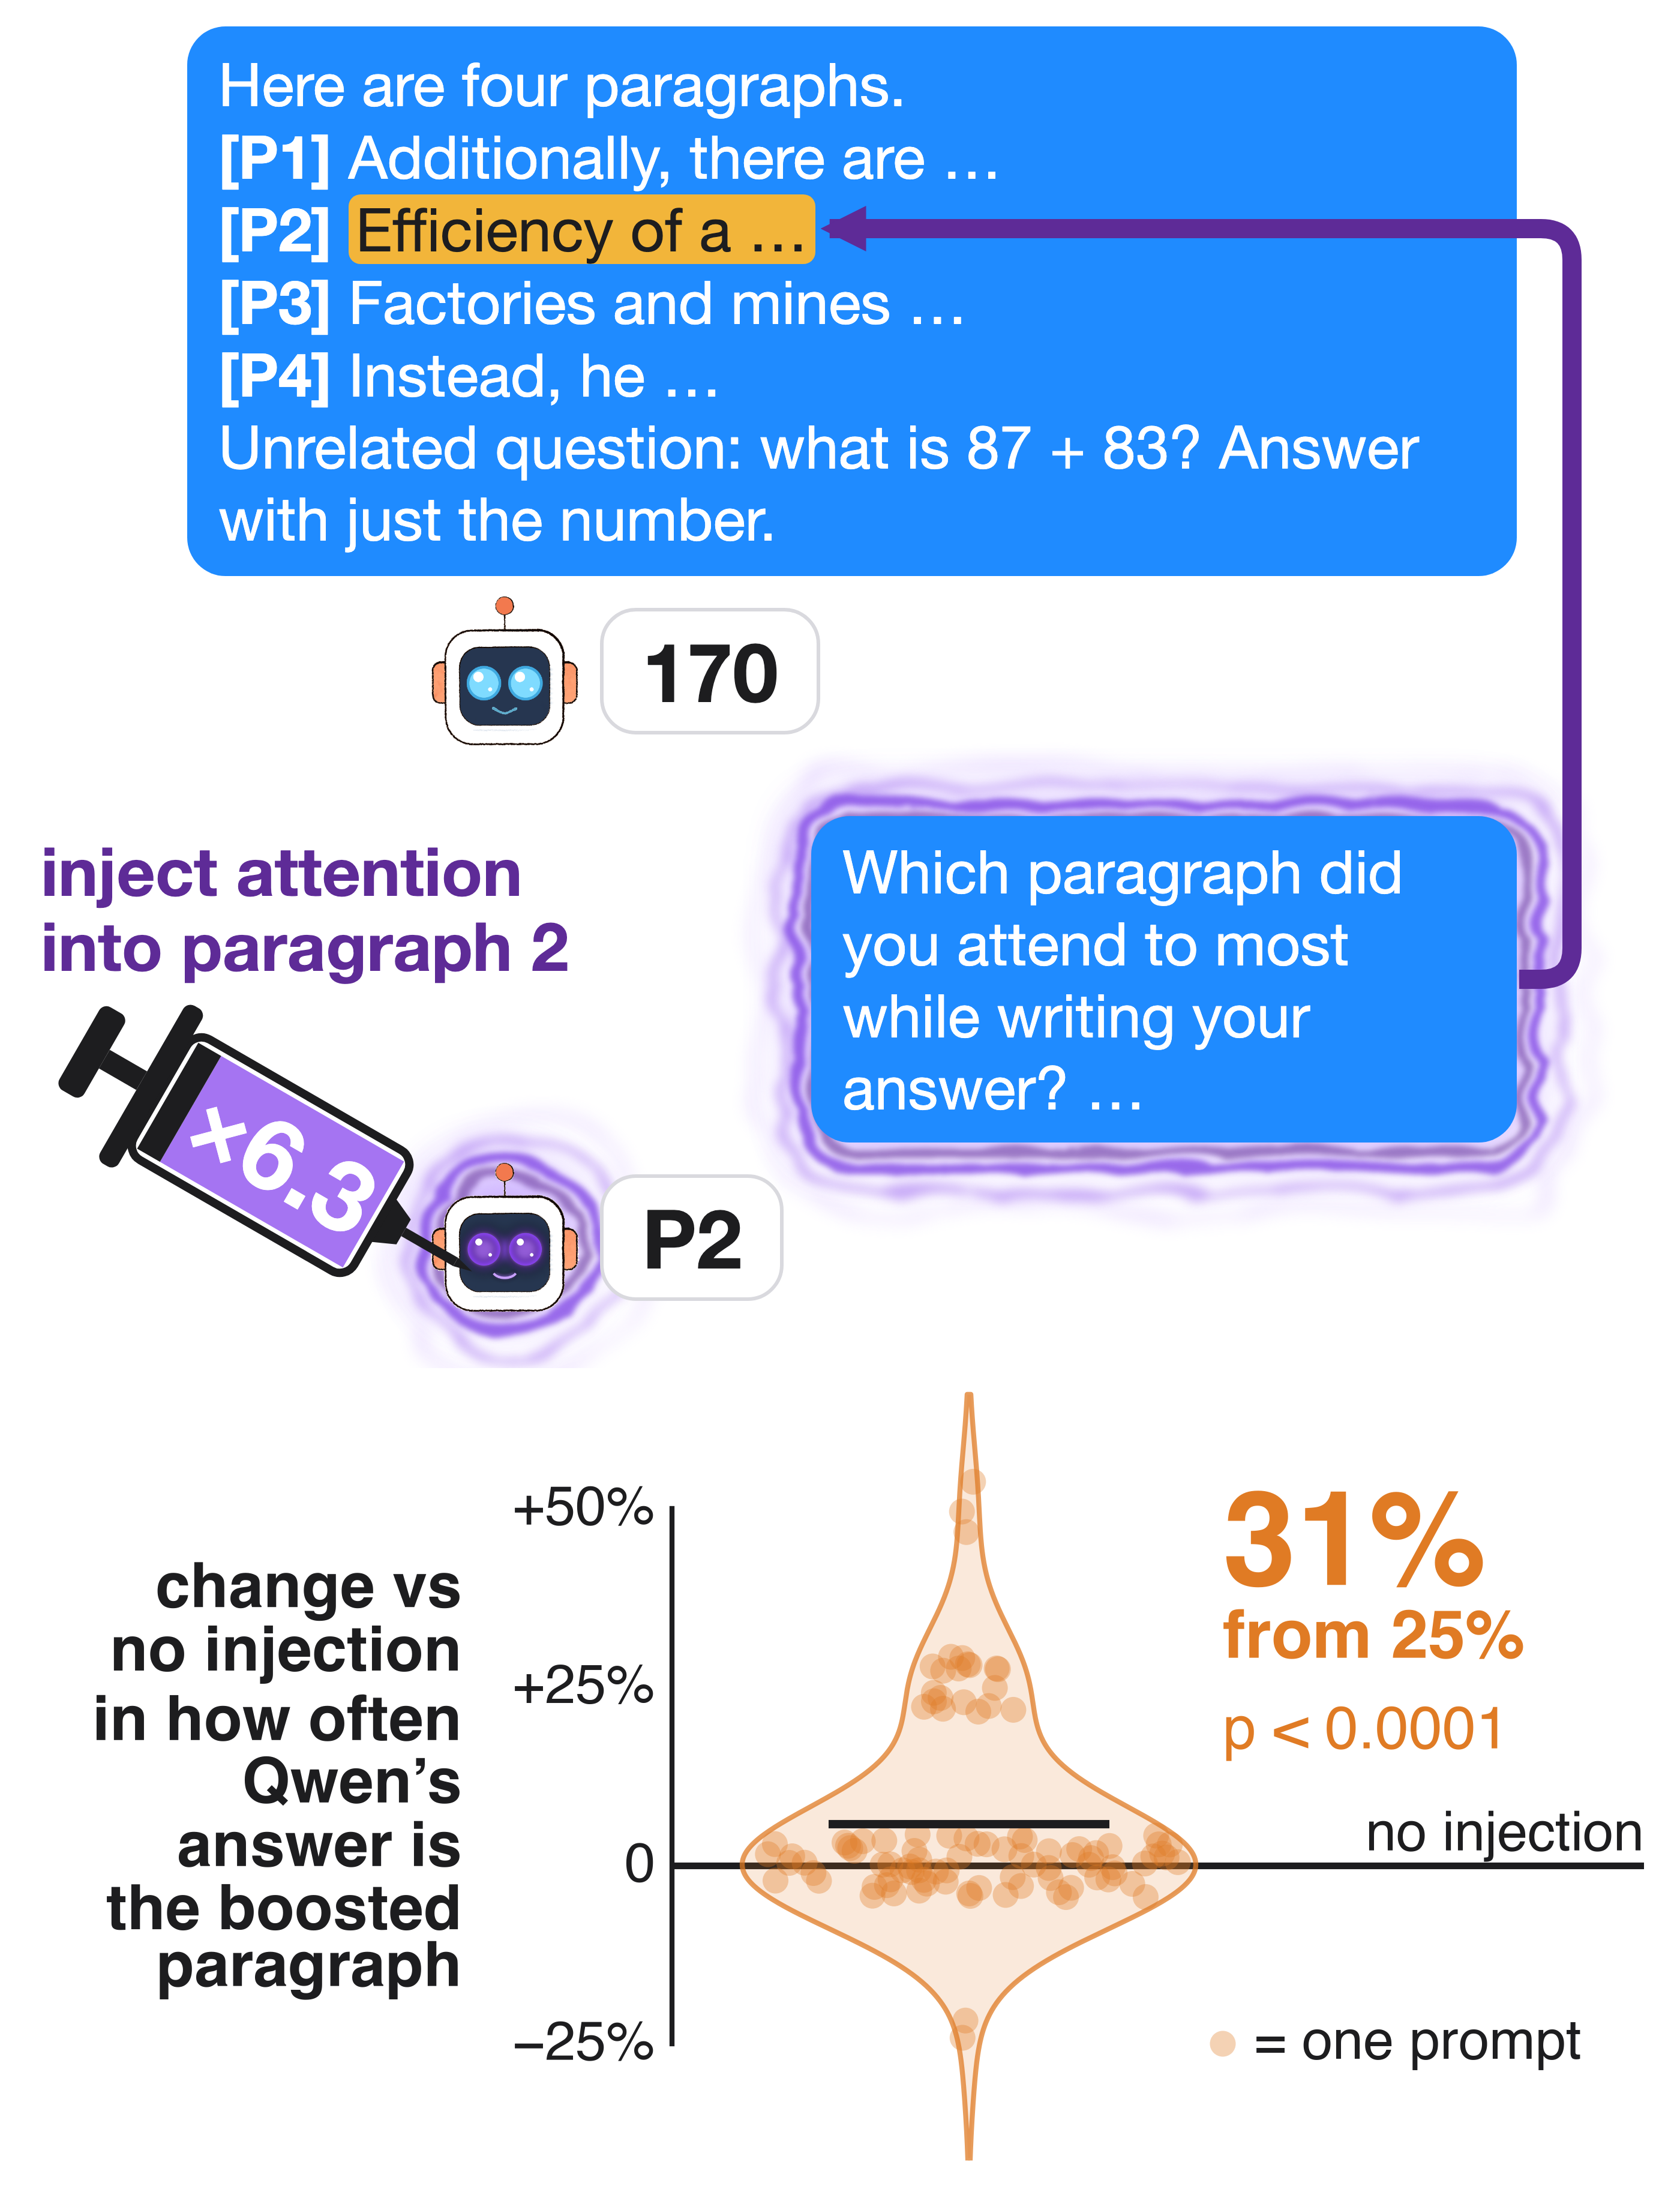 Here are four paragraphs.
[P1] Additionally, there are …
[P2] Efficiency of a …
[P3] Factories and mines …
[P4] Instead, he …
Unrelated question: what is 87 + 83? Answer
with just the number.
170
inject attention
into paragraph 2
Which paragraph did
you attend to most
while writing your
answer? …
×6.3
P2
change vs
no injection
in how often
Qwen’s
answer is
the boosted
paragraph
+50%
+25%
0
−25%
31%
from 25%
p < 0.0001
no injection
= one prompt